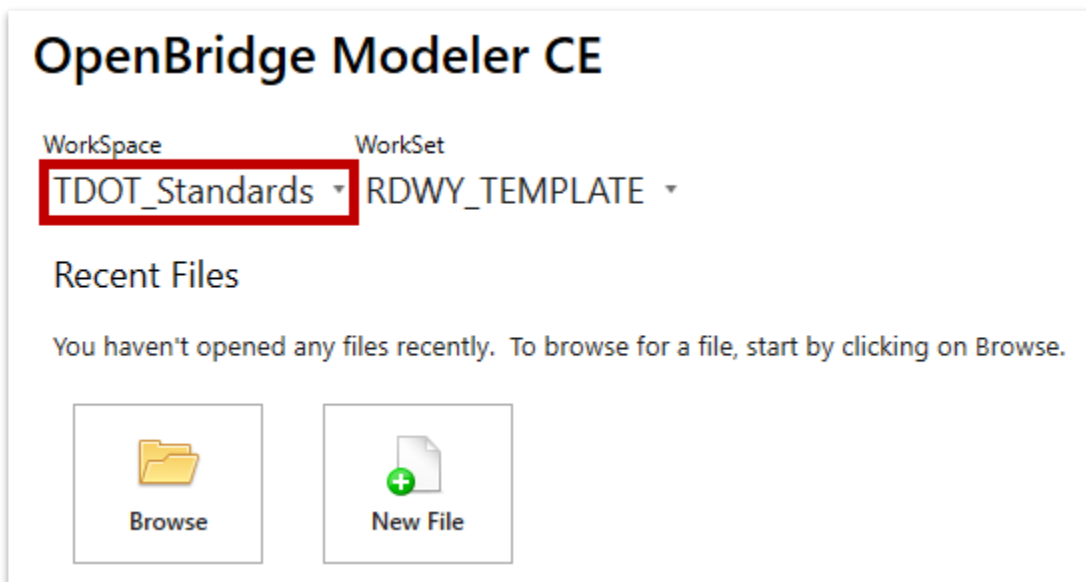 OpenBridge Modeler CE
WorkSpace WorkSet
TDOT_Standards RDWY_TEMPLATE
Recent Files
You haven't opened any files recently. To browse for a file, start by clicking on Browse.
Browse New File